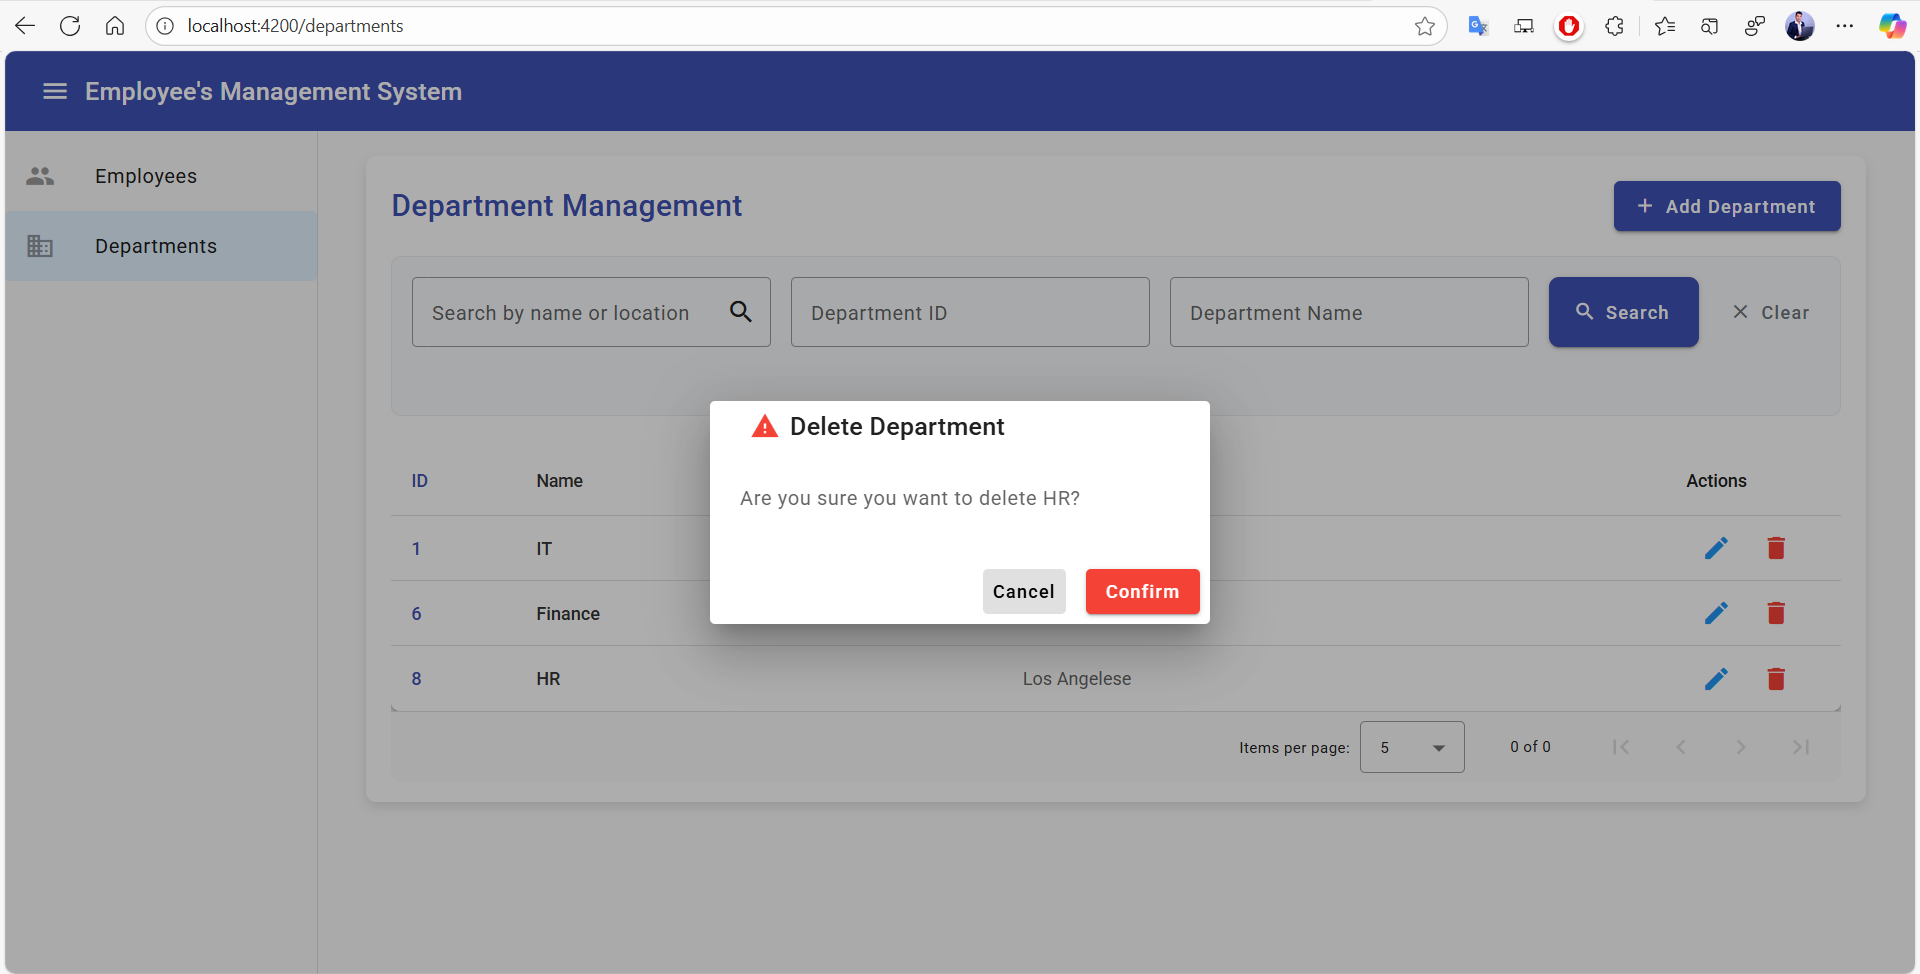 localhost:4200/departments
Employee's Management System
Employees
Departments
Department Management
Add Department
Search by name or location
Department ID
Department Name
Search
Clear
Delete Department
Are you sure you want to delete HR?
Cancel
Confirm
ID Name Actions
1 IT
6 Finance
8 HR Los Angelese
Items per page: 5 0 of 0